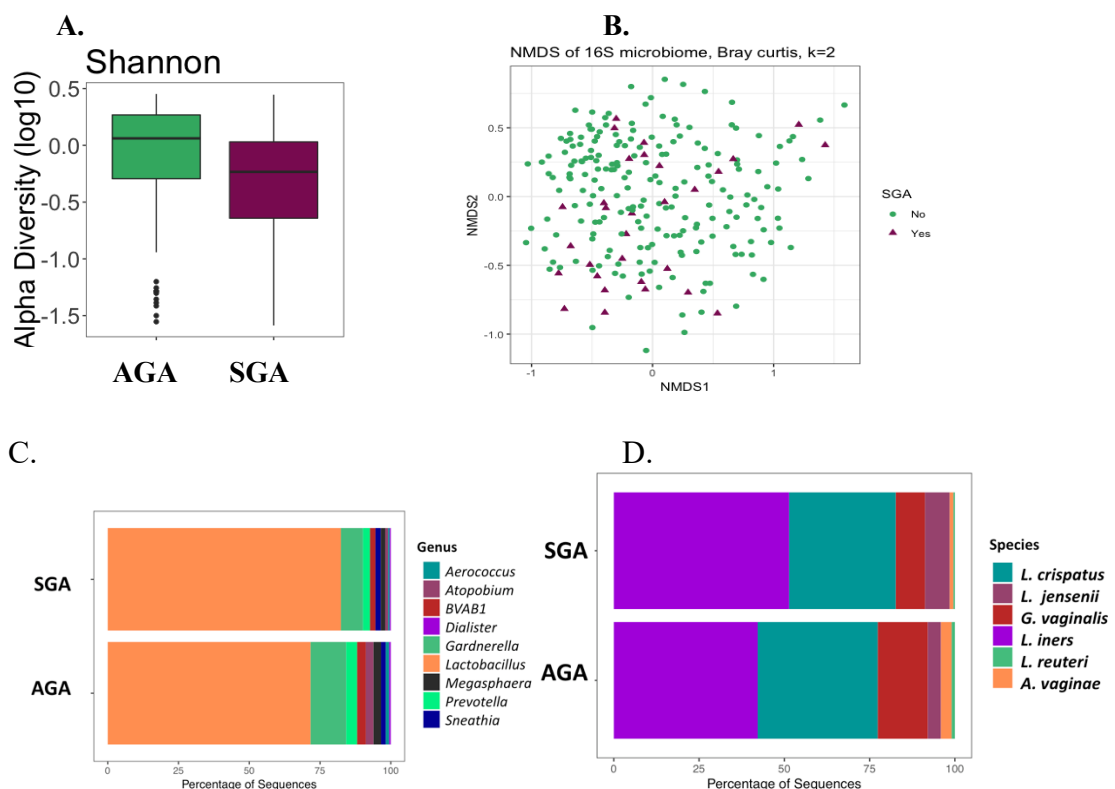 A.
Shannon
Alpha Diversity (log10)
0.5
0.0
-0.5
-1.0
-1.5
AGA SGA
B.
NMDS of 16S microbiome, Bray curtis, k=2
NMDS2
0.5
0.0
-0.5
-1.0
-1 0 1
NMDS1
SGA
No
Yes
C.
SGA
AGA
0 25 50 75 100
Percentage of Sequences
Genus
Aerococcus
Atopobium
BVAB1
Dialister
Gardnerella
Lactobacillus
Megasphaera
Prevotella
Sneathia
D.
SGA
AGA
0 25 50 75 100
Percentage of Sequences
Species
L. crispatus
L. jensenii
G. vaginalis
L. iners
L. reuteri
A. vaginae